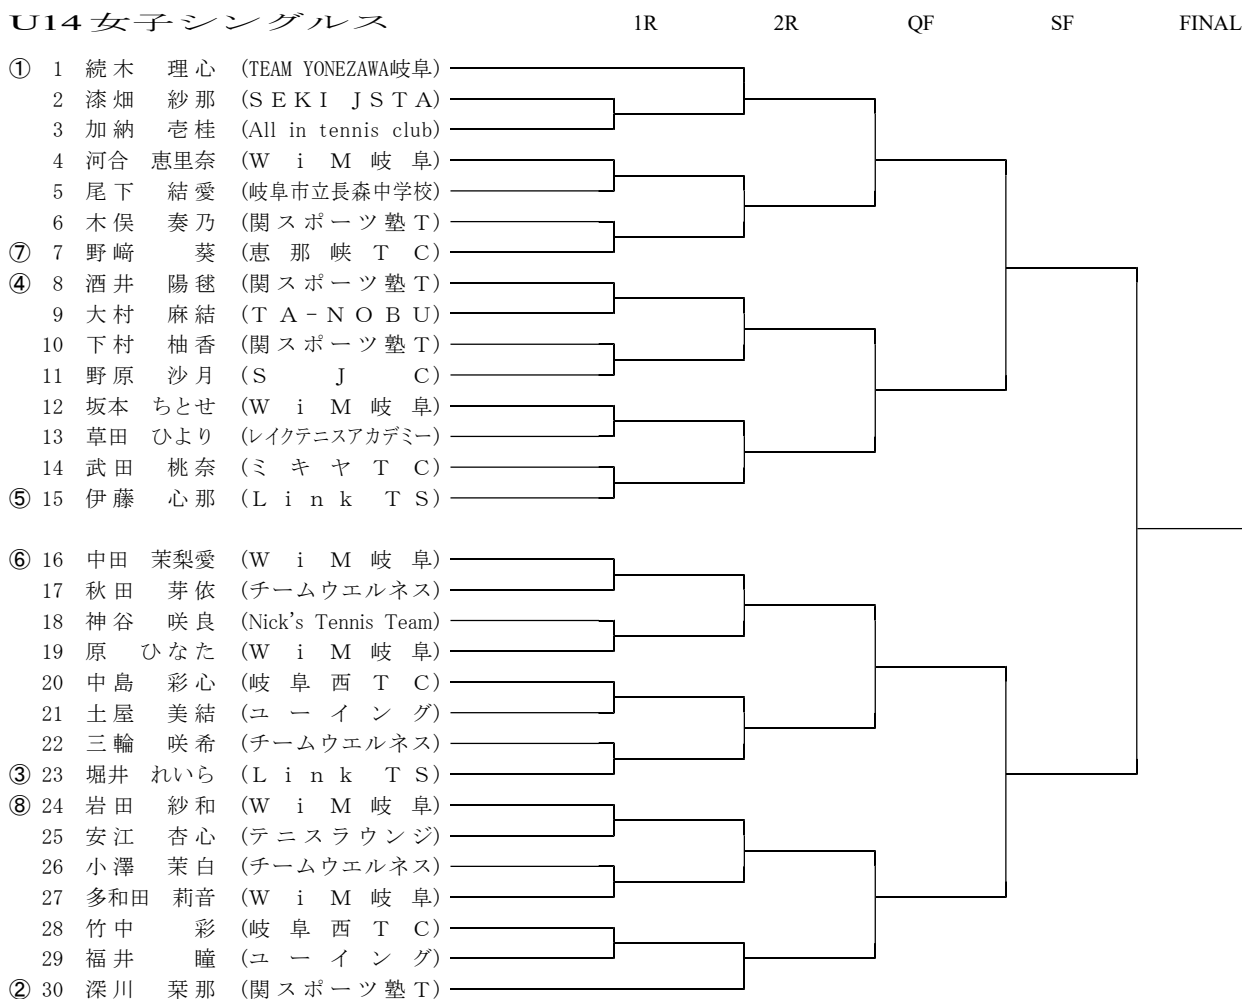 U14女子シングルス 1R 2R QF SF FINAL
① 1 続木 理心 (TEAM YONEZAWA岐阜)
2 漆畑 紗那 (SEKI JSTA)
3 加納 壱桂 (All in tennis club)
4 河合 恵里奈 (WiM岐阜)
5 尾下 結愛 (岐阜市立長森中学校)
6 木俣 奏乃 (関スポーツ塾T)
⑦ 7 野﨑 葵 (恵那峡TC)
④ 8 酒井 陽毬 (関スポーツ塾T)
9 大村 麻結 (TA-NOBU)
10 下村 柚香 (関スポーツ塾T)
11 野原 沙月 (SJC)
12 坂本 ちとせ (WiM岐阜)
13 草田 ひより (レイクテニスアカデミー)
14 武田 桃奈 (ミキヤTC)
⑤ 15 伊藤 心那 (Link TS)
⑥ 16 中田 茉梨愛 (WiM岐阜)
17 秋田 芽依 (チームウエルネス)
18 神谷 咲良 (Nick's Tennis Team)
19 原 ひなた (WiM岐阜)
20 中島 彩心 (岐阜西TC)
21 土屋 美結 (ユーイング)
22 三輪 咲希 (チームウエルネス)
③ 23 堀井 れいら (Link TS)
⑧ 24 岩田 紗和 (WiM岐阜)
25 安江 杏心 (テニスラウンジ)
26 小澤 茉白 (チームウエルネス)
27 多和田 莉音 (WiM岐阜)
28 竹中 彩 (岐阜西TC)
29 福井 瞳 (ユーイング)
② 30 深川 栞那 (関スポーツ塾T)